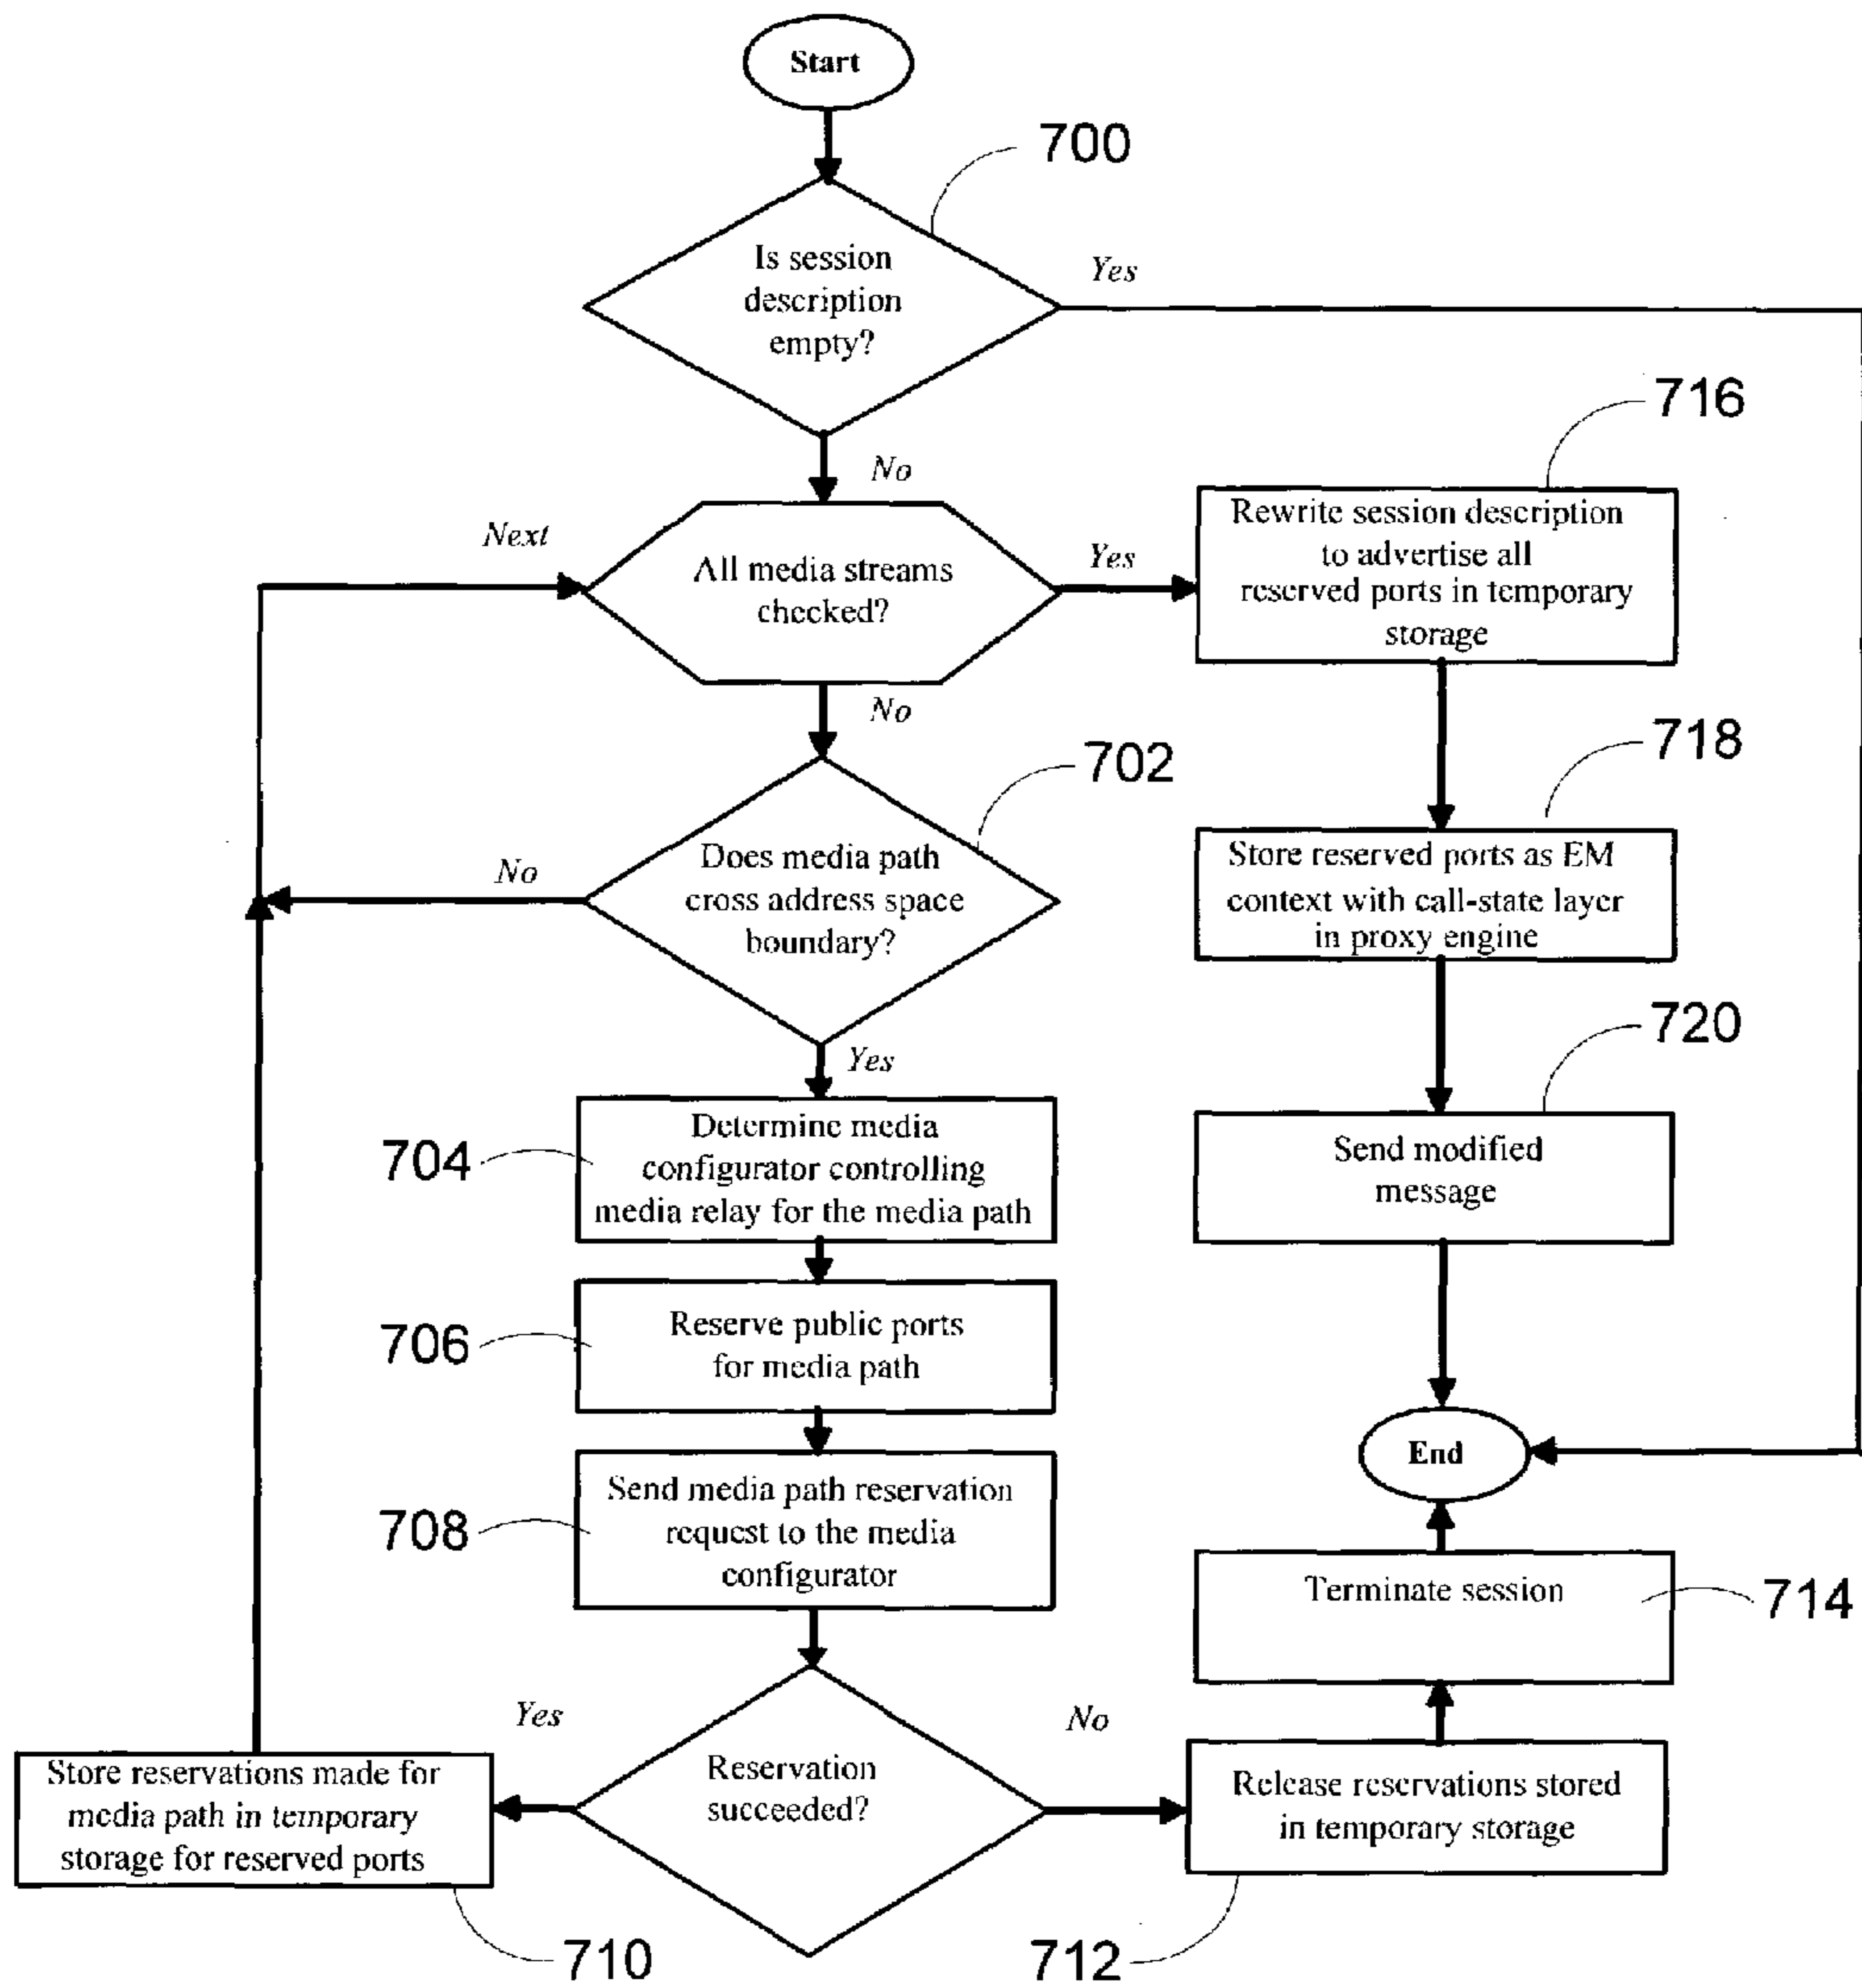 Start
700
Is session
description
empty?
Yes
No
716
Rewrite session description
to advertise all
reserved ports in temporary
storage
Next
All media streams
checked?
Yes
No
718
702
Does media path
cross address space
boundary?
No
Store reserved ports as EM
context with call-state layer
in proxy engine
720
Yes
704
Determine media
configurator controlling
media relay for the media path
Send modified
message
706
Reserve public ports
for media path
End
708
Send media path reservation
request to the media
configurator
Terminate session
714
Yes
No
Reservation
succeeded?
Store reservations made for
media path in temporary
storage for reserved ports
Release reservations stored
in temporary storage
710
712